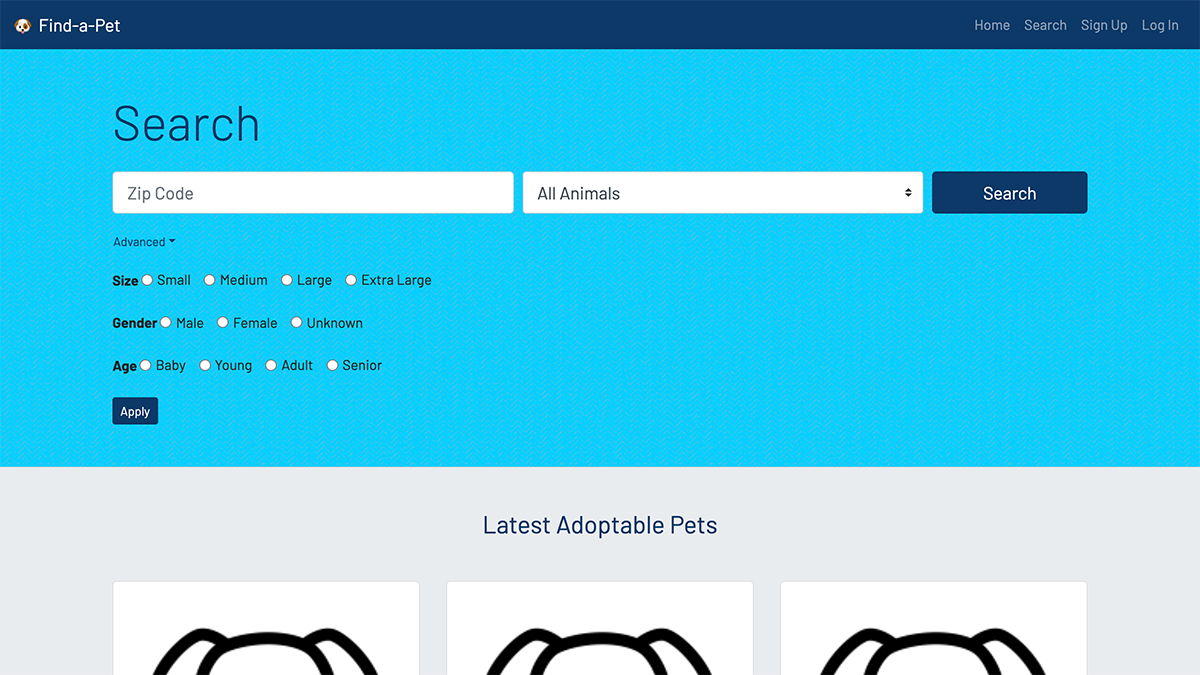 Find-a-Pet
Home Search Sign Up Log In
Search
Zip Code
All Animals
Search
Advanced
Size Small Medium Large Extra Large
Gender Male Female Unknown
Age Baby Young Adult Senior
Apply
Latest Adoptable Pets